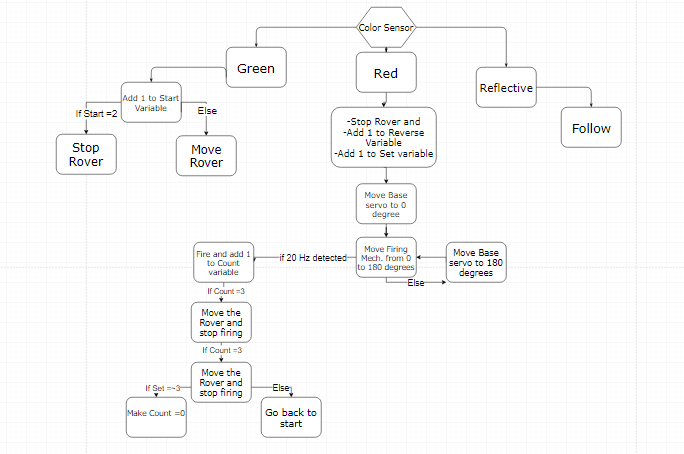 Color Sensor
Green
Red
Reflective
Follow
Add 1 to Start
Variable
If Start =2
Else
Stop
Rover
Move
Rover
-Stop Rover and
-Add 1 to Reverse
Variable
-Add 1 to Set variable
Move Base
servo to 0
degree
Fire and add 1
to Count
variable
if 20 Hz detected
Move Firing
Mech. from 0
to 180 degrees
Move Base
servo to 180
degrees
Else
If Count =3
Move the
Rover and
stop firing
If Count =3
Move the
Rover and
stop firing
If Set =~3
Else
Make Count =0
Go back to
start